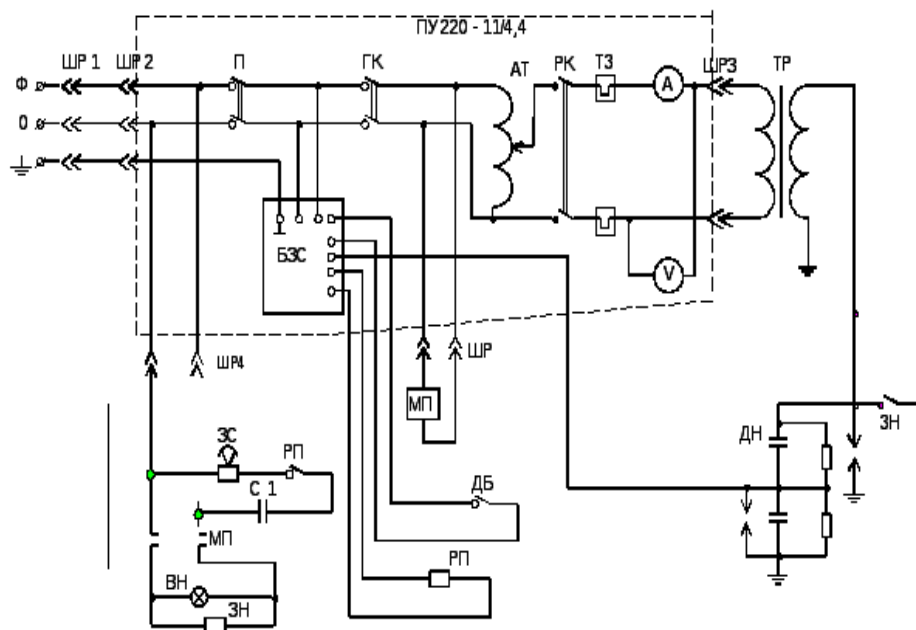 ПУ220 - 11/4,4
ШР 1 ШР 2 П ГК АТ РК ТЗ А ШР3 ТР
Ф
О
БЗС
V
ШР4
ШР
МП
ЗН
ДН
ЗС
РП
С 1
ДБ
МП
РП
ВН
ЗН